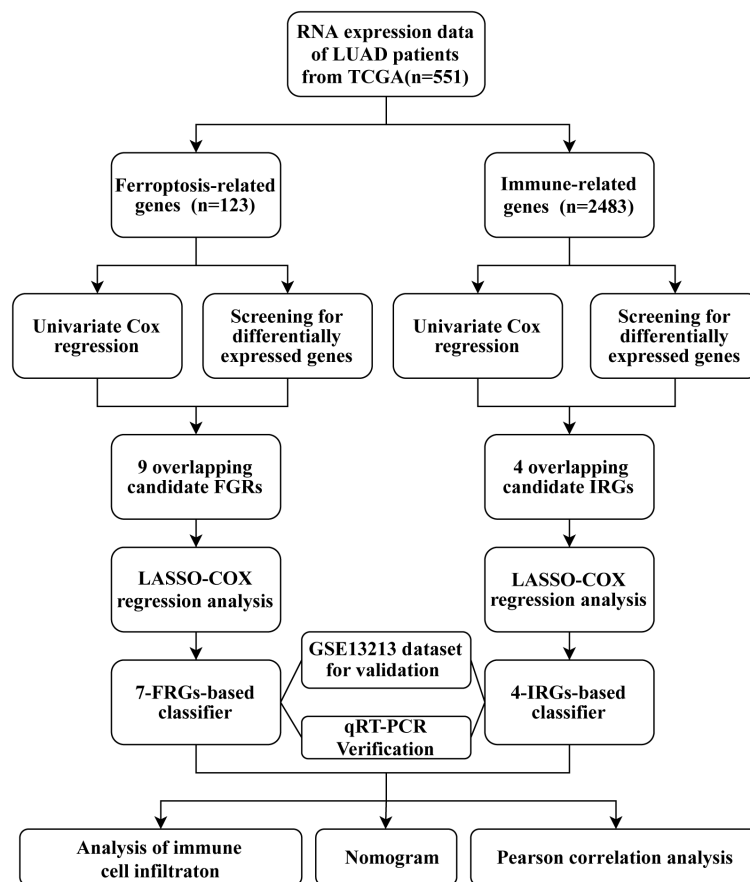 RNA expression data
of LUAD patients
from TCGA(n=551)
Ferroptosis-related
genes (n=123)
Immune-related
genes (n=2483)
Univariate Cox
regression
Screening for
differentially
expressed genes
Univariate Cox
regression
Screening for
differentially
expressed genes
9 overlapping
candidate FGRs
4 overlapping
candidate IRGs
LASSO-COX
regression analysis
LASSO-COX
regression analysis
GSE13213 dataset
for validation
7-FRGs-based
classifier
4-IRGs-based
classifier
qRT-PCR
Verification
Analysis of immune
cell infiltraton
Nomogram
Pearson correlation analysis